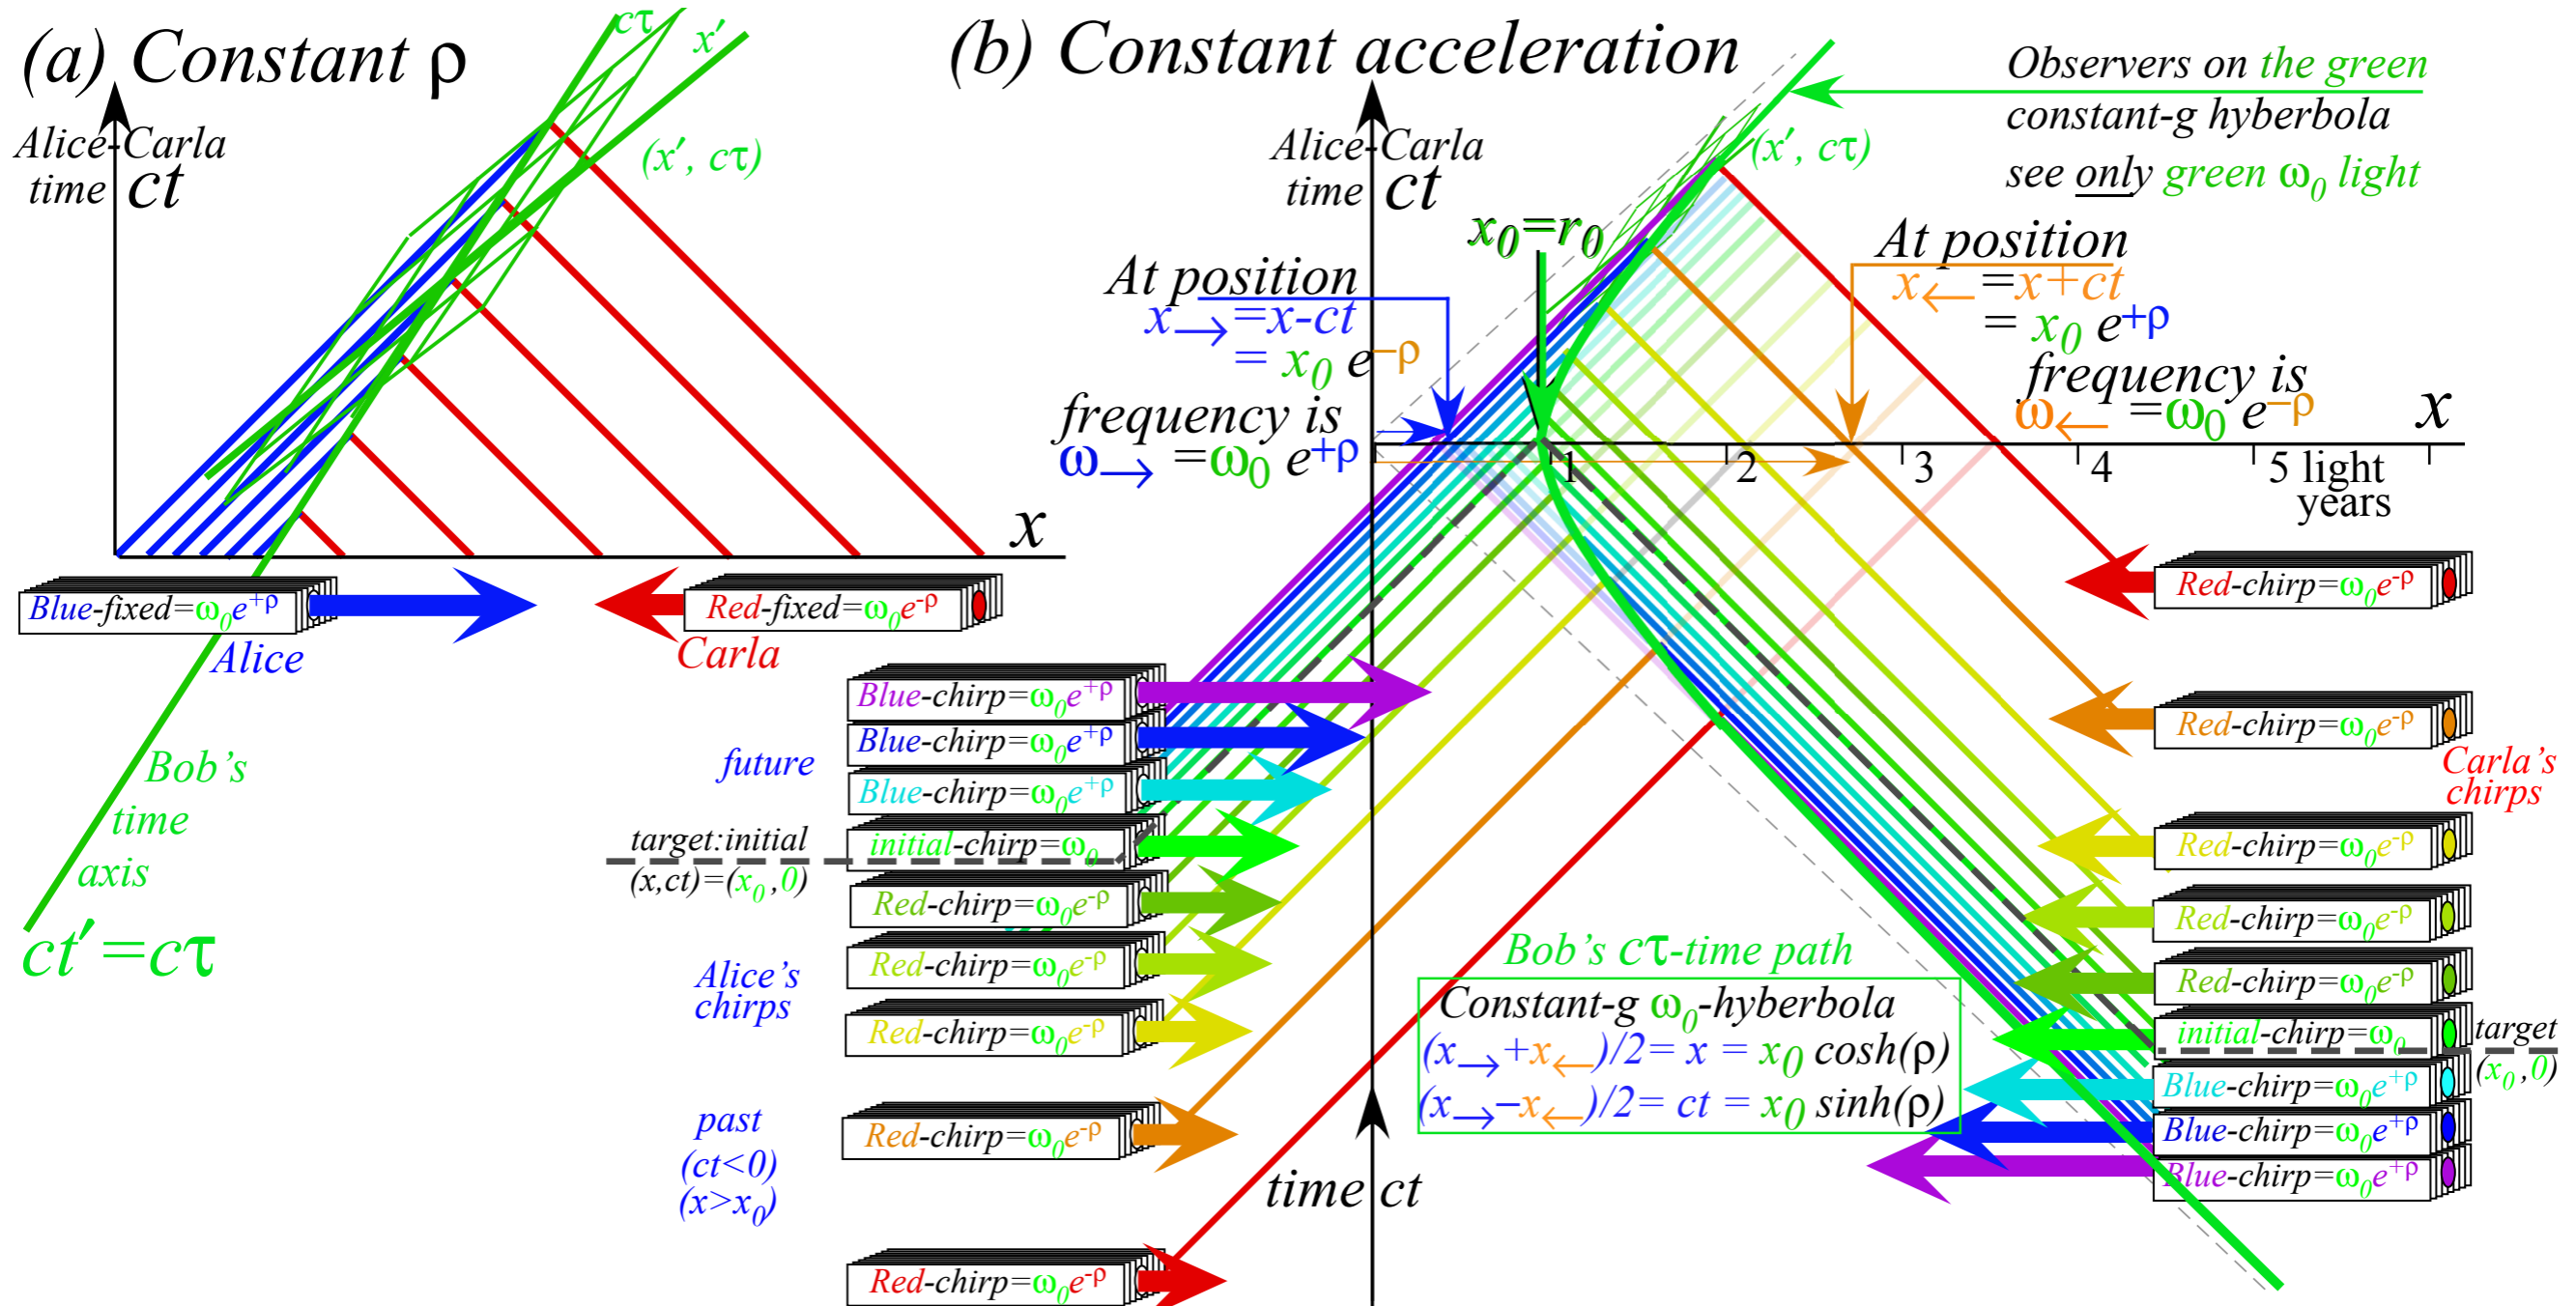 (a) Constant ρ
cτ
x′
Alice-Carla
time ct
(x′, cτ)
x
Blue-fixed=ω₀e⁺ᵖ
Red-fixed=ω₀e⁻ᵖ
Alice
Carla
Bob's
time
axis
ct′=cτ
(b) Constant acceleration
Observers on the green
constant-g hyberbola
see only green ω₀ light
Alice-Carla
time ct
(x′, cτ)
x₀=r₀
At position
x→=x-ct
= x₀ e⁻ᵖ
frequency is
ω→ =ω₀ e⁺ᵖ
At position
x←=x+ct
= x₀ e⁺ᵖ
frequency is
ω← =ω₀ e⁻ᵖ
x
1
2
3
4
5 light
years
Blue-chirp=ω₀e⁺ᵖ
Blue-chirp=ω₀e⁺ᵖ
Blue-chirp=ω₀e⁺ᵖ
initial-chirp=ω₀
Red-chirp=ω₀e⁻ᵖ
Red-chirp=ω₀e⁻ᵖ
Red-chirp=ω₀e⁻ᵖ
Red-chirp=ω₀e⁻ᵖ
Red-chirp=ω₀e⁻ᵖ
future
target:initial
(x,ct)=(x₀,0)
Alice's
chirps
past
(ct<0)
(x>x₀)
Bob's cτ-time path
Constant-g ω₀-hyberbola
(x→+x←)/2= x = x₀ cosh(ρ)
(x→−x←)/2= ct = x₀ sinh(ρ)
time ct
Red-chirp=ω₀e⁻ᵖ
Red-chirp=ω₀e⁻ᵖ
Carla's
chirps
Red-chirp=ω₀e⁻ᵖ
Red-chirp=ω₀e⁻ᵖ
Red-chirp=ω₀e⁻ᵖ
initial-chirp=ω₀
target
(x₀,0)
Blue-chirp=ω₀e⁺ᵖ
Blue-chirp=ω₀e⁺ᵖ
Blue-chirp=ω₀e⁺ᵖ